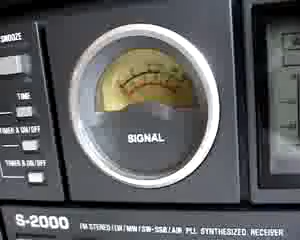 SNOOZE
TIME
TIMER A ON/OFF
TIMER A ON/OFF
SIGNAL
S-2000
FM STEREO/LW/MW/SW-SSB/AIR PLL SYNTHESIZED RECEIVER